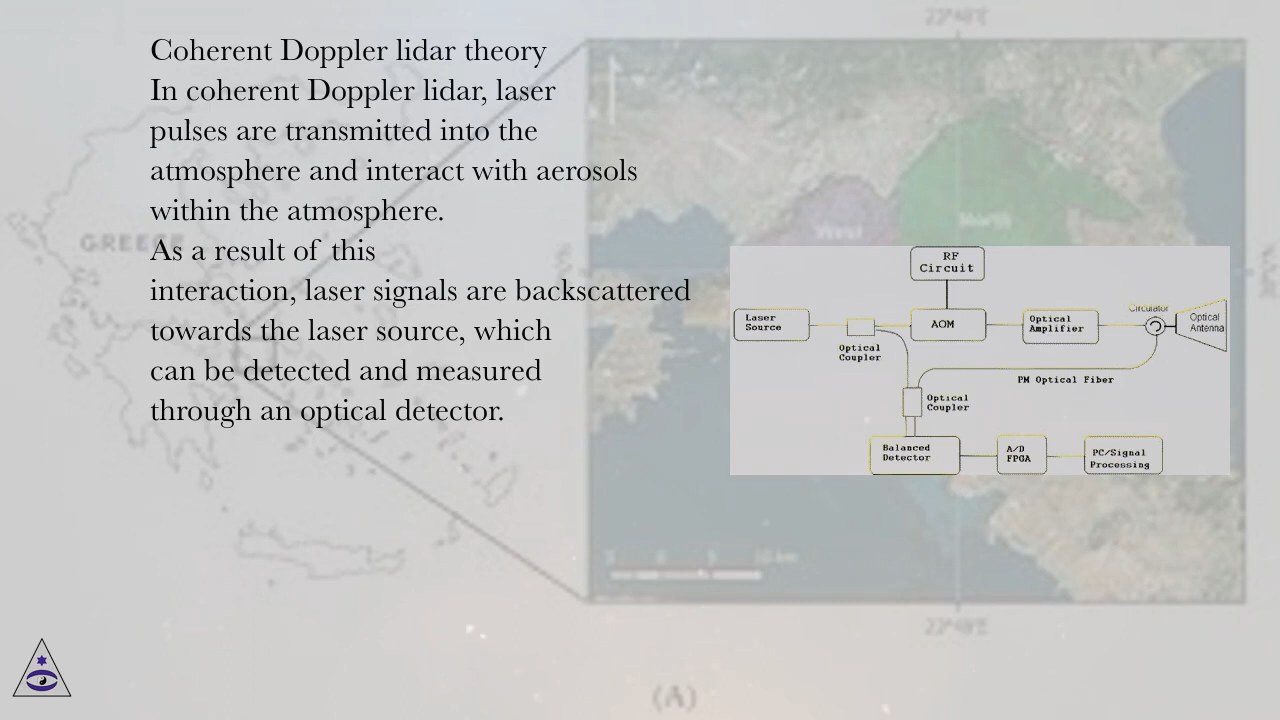 Coherent Doppler lidar theory
In coherent Doppler lidar, laser
pulses are transmitted into the
atmosphere and interact with aerosols
within the atmosphere.
As a result of this
interaction, laser signals are backscattered
towards the laser source, which
can be detected and measured
through an optical detector.
GREECE
West
North
RF
Circuit
Laser
Source
AOM
Optical
Amplifier
Circulator
Optical
Antenna
Optical
Coupler
PM Optical Fiber
Optical
Coupler
Balanced
Detector
A/D
FPGA
PC/Signal
Processing
(A)